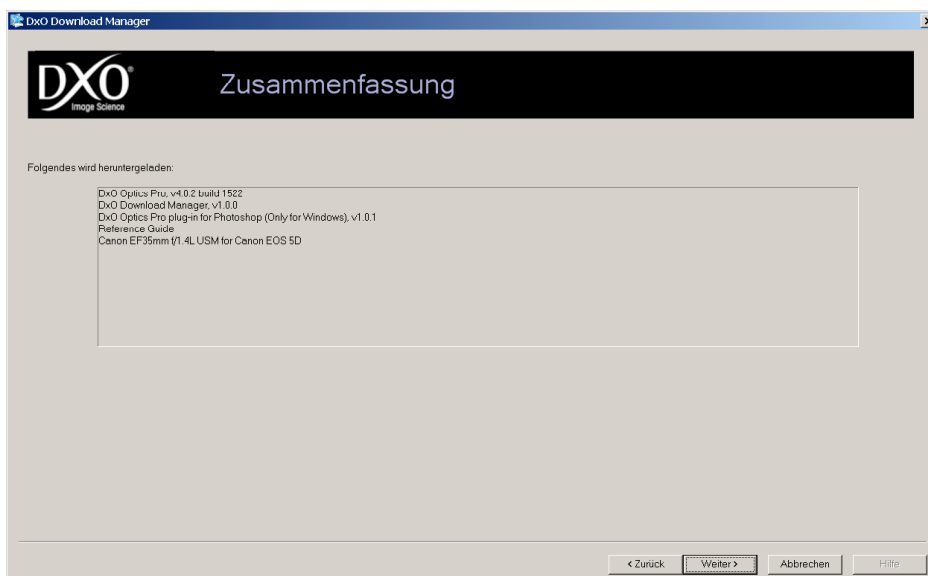 DxO Download Manager
DXO®
Image Science
Zusammenfassung
Folgendes wird heruntergeladen:
DxO Optics Pro, v4.0.2 build 1522
DxO Download Manager, v1.0.0
DxO Optics Pro plug-in for Photoshop (Only for Windows), v1.0.1
Reference Guide
Canon EF35mm f/1.4L USM for Canon EOS 5D
< Zurück Weiter > Abbrechen Hilfe